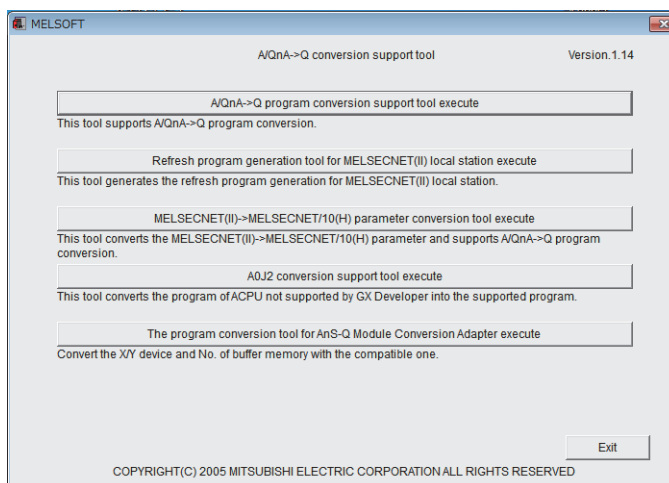 MELSOFT
A/QnA->Q conversion support tool Version.1.14
A/QnA->Q program conversion support tool execute
This tool supports A/QnA->Q program conversion.
Refresh program generation tool for MELSECNET(II) local station execute
This tool generates the refresh program generation for MELSECNET(II) local station.
MELSECNET(II)->MELSECNET/10(H) parameter conversion tool execute
This tool converts the MELSECNET(II)->MELSECNET/10(H) parameter and supports A/QnA->Q program
conversion.
A0J2 conversion support tool execute
This tool converts the program of ACPU not supported by GX Developer into the supported program.
The program conversion tool for AnS-Q Module Conversion Adapter execute
Convert the X/Y device and No. of buffer memory with the compatible one.
Exit
COPYRIGHT(C) 2005 MITSUBISHI ELECTRIC CORPORATION ALL RIGHTS RESERVED